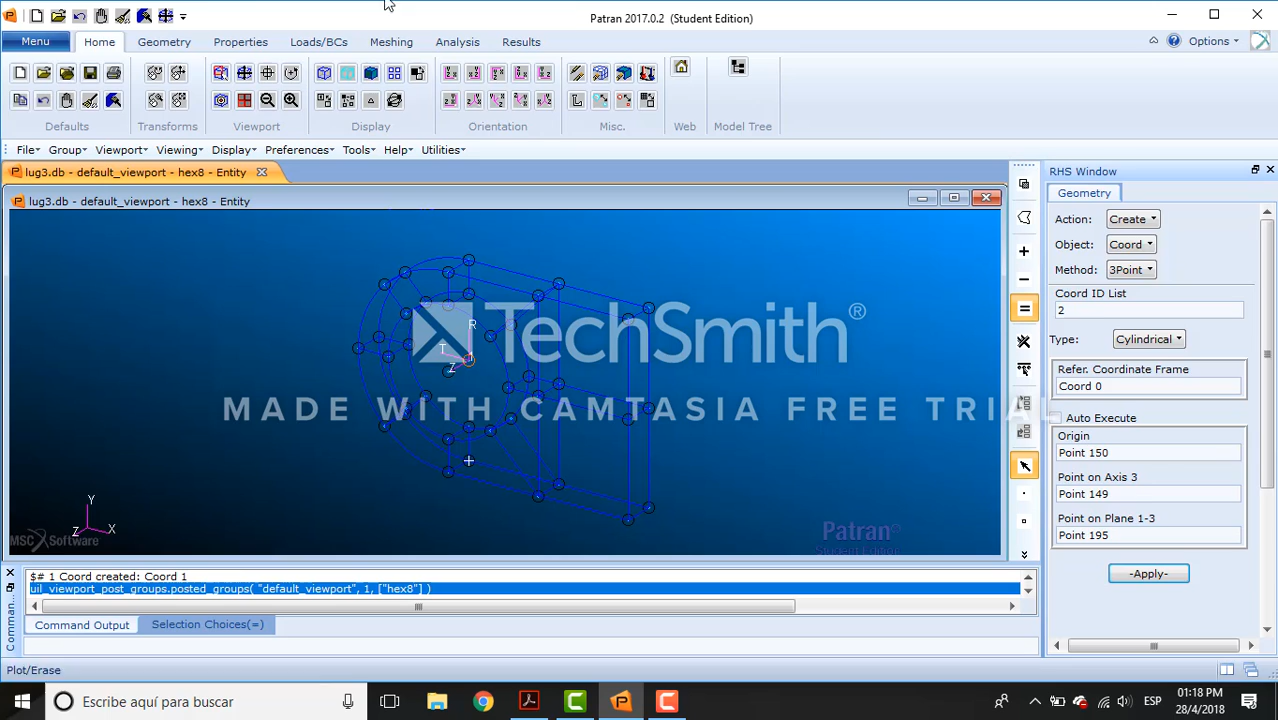 Patran 2017.0.2 (Student Edition)
Menu Home Geometry Properties Loads/BCs Meshing Analysis Results Options
Defaults Transforms Viewport Display Orientation Misc. Web Model Tree
File Group Viewport Viewing Display Preferences Tools Help Utilities
lug3.db - default_viewport - hex8 - Entity
lug3.db - default_viewport - hex8 - Entity
RHS Window
Geometry
Action: Create
Object: Coord
Method: 3Point
Coord ID List
2
Type: Cylindrical
Refer. Coordinate Frame
Coord 0
Auto Execute
Origin
Point 150
Point on Axis 3
Point 149
Point on Plane 1-3
Point 195
-Apply-
R
T
Z
TechSmith®
MADE WITH CAMTASIA FREE TRIAL
Y
Z X
MSC Software
Patran
Student Edition
$# 1 Coord created: Coord 1
uil_viewport_post_groups.posted_groups( "default_viewport", 1, ["hex8"] )
Command Output Selection Choices(=)
Plot/Erase
Escribe aquí para buscar
ESP
01:18 PM
28/4/2018